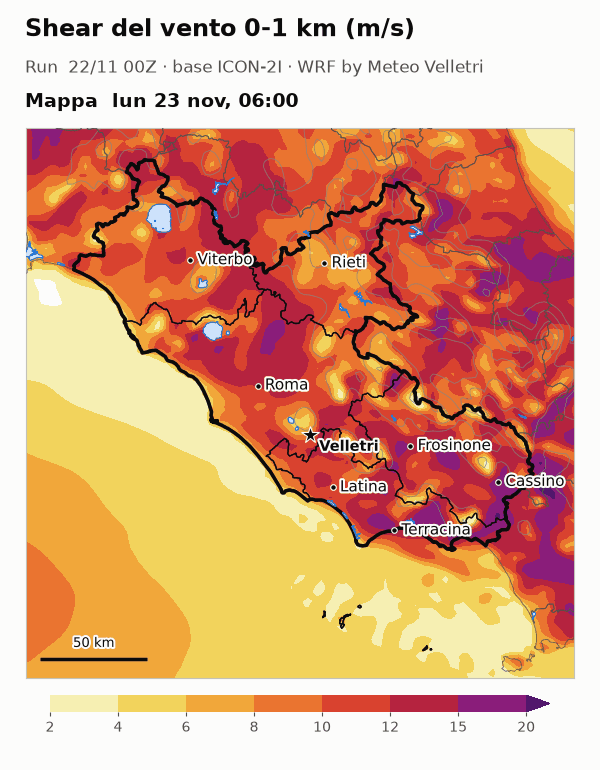 Shear del vento 0-1 km (m/s)
Run  22/11 00Z · base ICON-2I · WRF by Meteo Velletri
Mappa  lun 23 nov, 06:00
Viterbo
Rieti
Roma
Velletri
Frosinone
Latina
Cassino
Terracina
50 km
2 4 6 8 10 12 15 20